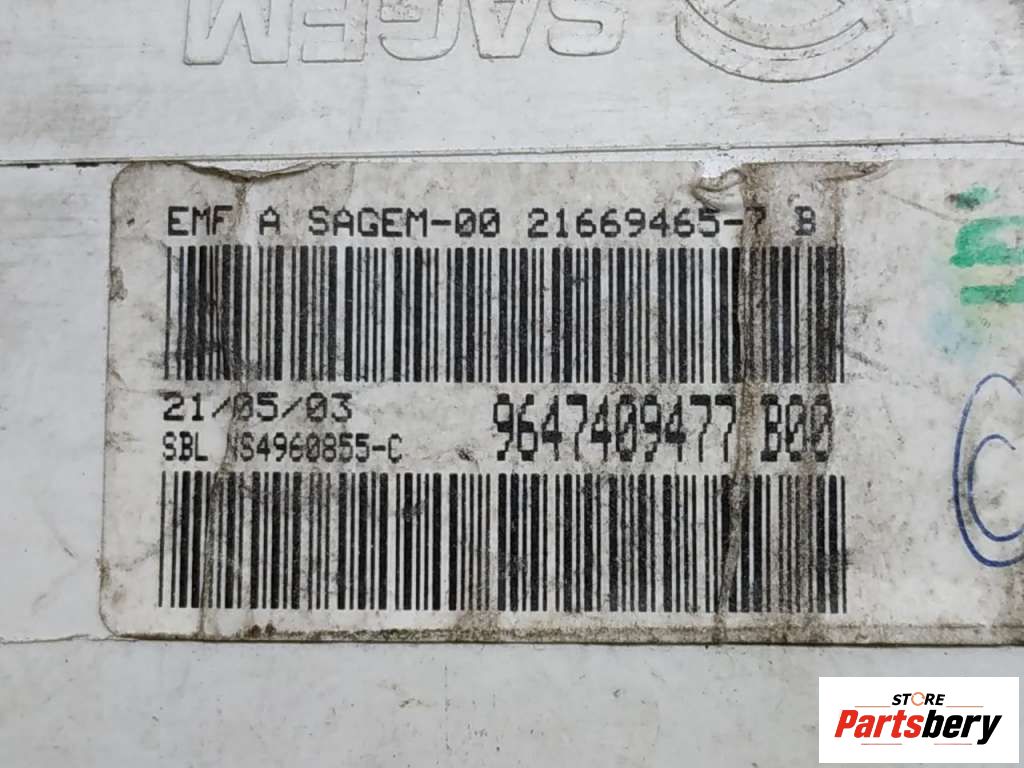 SAGEM
EMF A SAGEM-00 21669465-7 B
21/05/03
9647409477 B00
SBL NS4960855-C
C
STORE
Partsbery